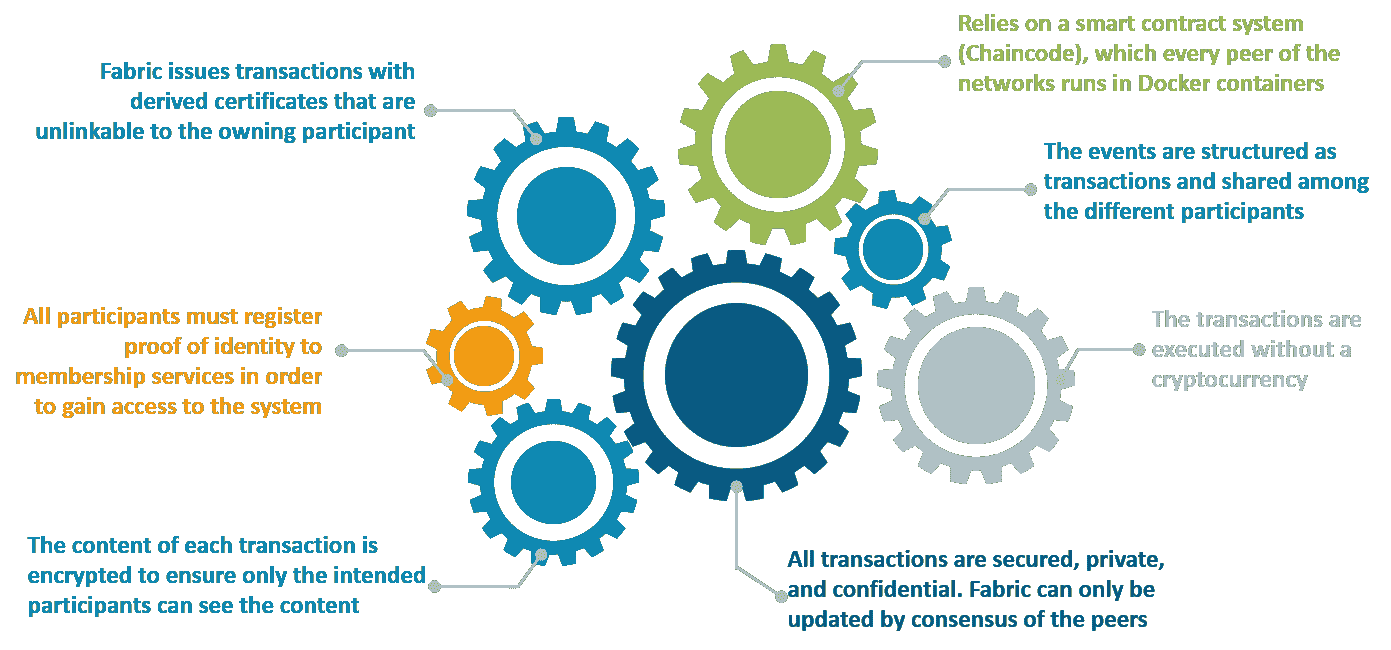 Relies on a smart contract system
(Chaincode), which every peer of the
networks runs in Docker containers
Fabric issues transactions with
derived certificates that are
unlinkable to the owning participant
The events are structured as
transactions and shared among
the different participants
All participants must register
proof of identity to
membership services in order
to gain access to the system
The transactions are
executed without a
cryptocurrency
The content of each transaction is
encrypted to ensure only the intended
participants can see the content
All transactions are secured, private,
and confidential. Fabric can only be
updated by consensus of the peers